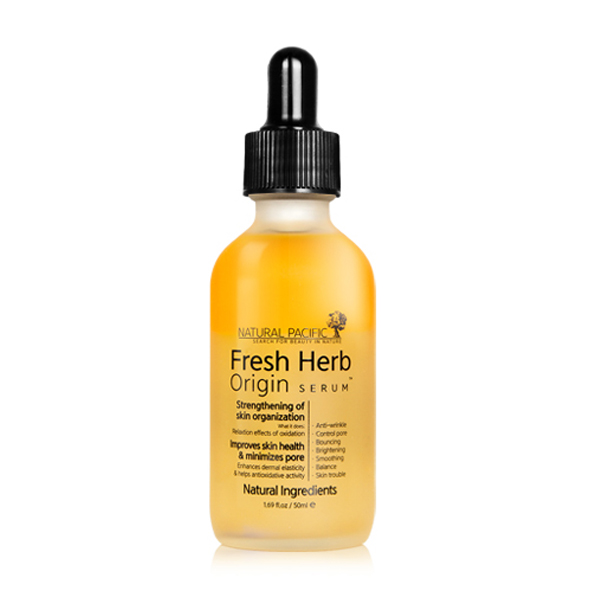 NATURAL PACIFIC
SEARCH FOR BEAUTY IN NATURE
Fresh Herb
Origin SERUM™
Strengthening of
skin organization
What it does:
Relaxtion effects of oxidation
Improves skin health
& minimizes pore
Enhances dermal elasticity
& helps antioxidative activity
· Anti-wrinkle
· Control pore
· Bouncing
· Brightening
· Smoothing
· Balance
· Skin trouble
Natural Ingredients
1.69 fl.oz / 50ml ℮